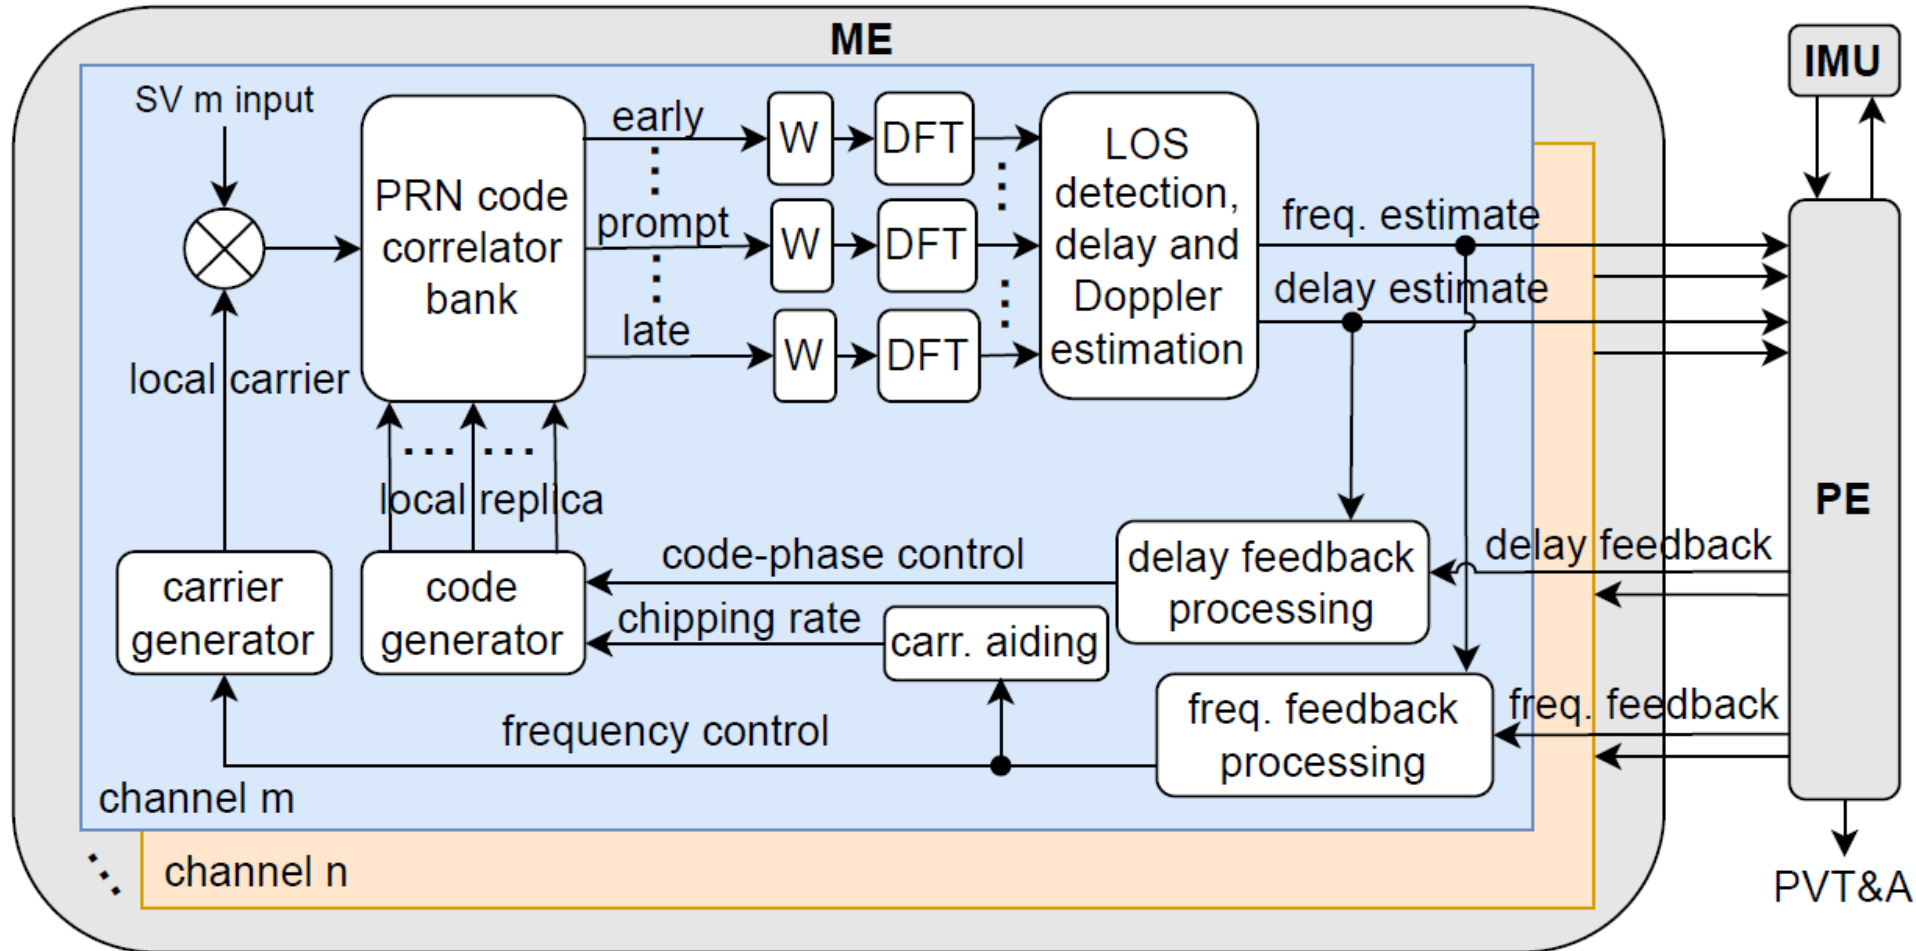 ME
IMU
SV m input
PRN code
correlator
bank
early
prompt
late
W
DFT
W
DFT
W
DFT
LOS
detection,
delay and
Doppler
estimation
freq. estimate
delay estimate
local carrier
local replica
PE
carrier
generator
code
generator
code-phase control
chipping rate
carr. aiding
delay feedback
processing
delay feedback
freq. feedback
processing
freq. feedback
frequency control
channel m
channel n
PVT&A